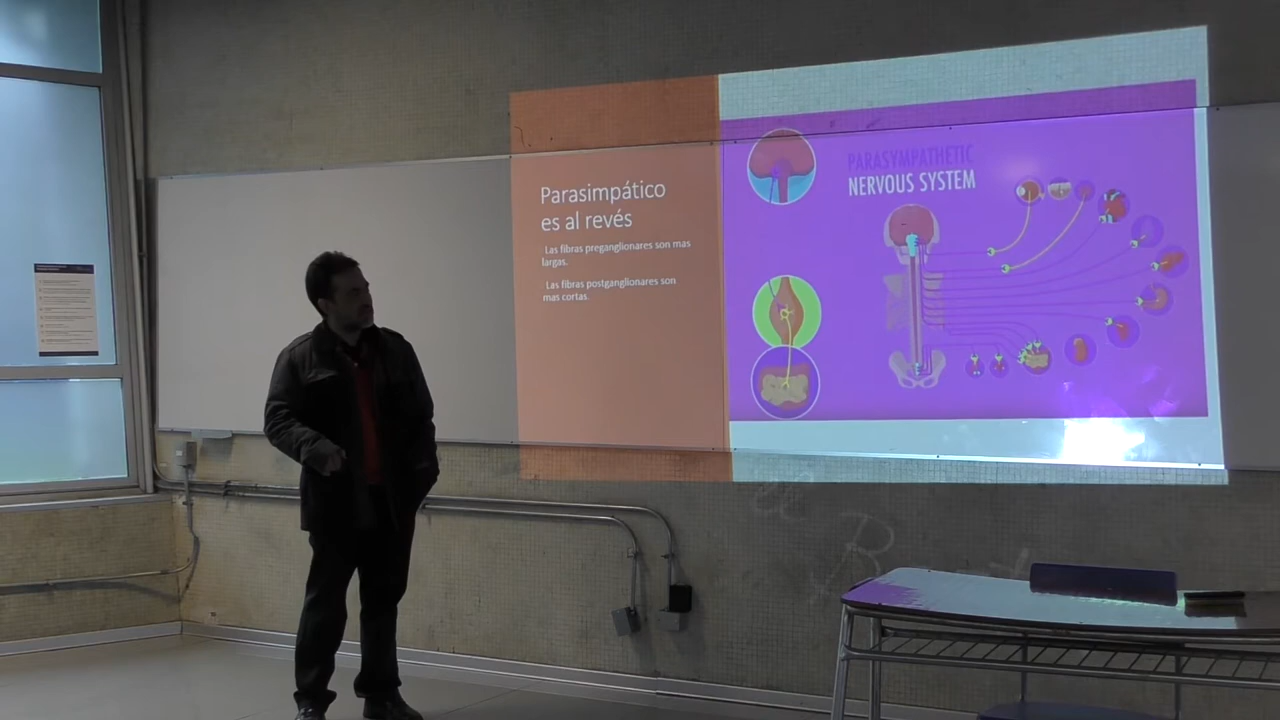 Parasimpático
es al revés
Las fibras preganglionares son mas
largas.
Las fibras postganglionares son
mas cortas.
PARASYMPATHETIC
NERVOUS SYSTEM